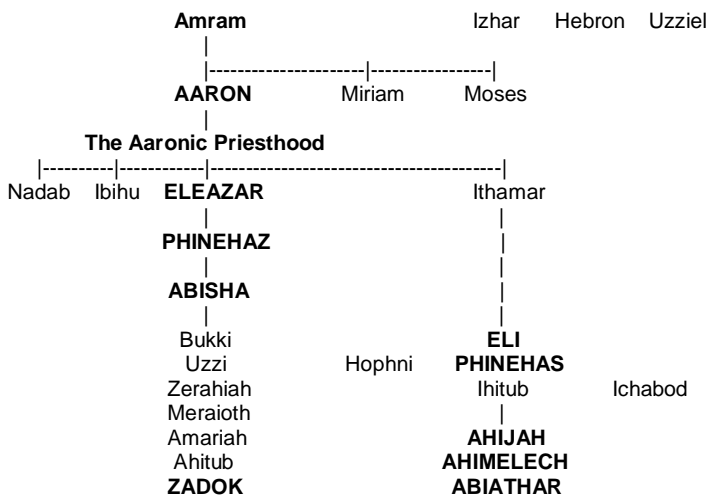 Amram Izhar Hebron Uzziel
|
|----------------------|-----------------|
AARON Miriam Moses
|
The Aaronic Priesthood
|----------|------------|-----------------------------------------|
Nadab Ibihu ELEAZAR Ithamar
| |
PHINEHAZ |
| |
ABISHA |
| |
Bukki ELI
Uzzi Hophni PHINEHAS
Zerahiah Ihitub Ichabod
Meraioth |
Amariah AHIJAH
Ahitub AHIMELECH
ZADOK ABIATHAR